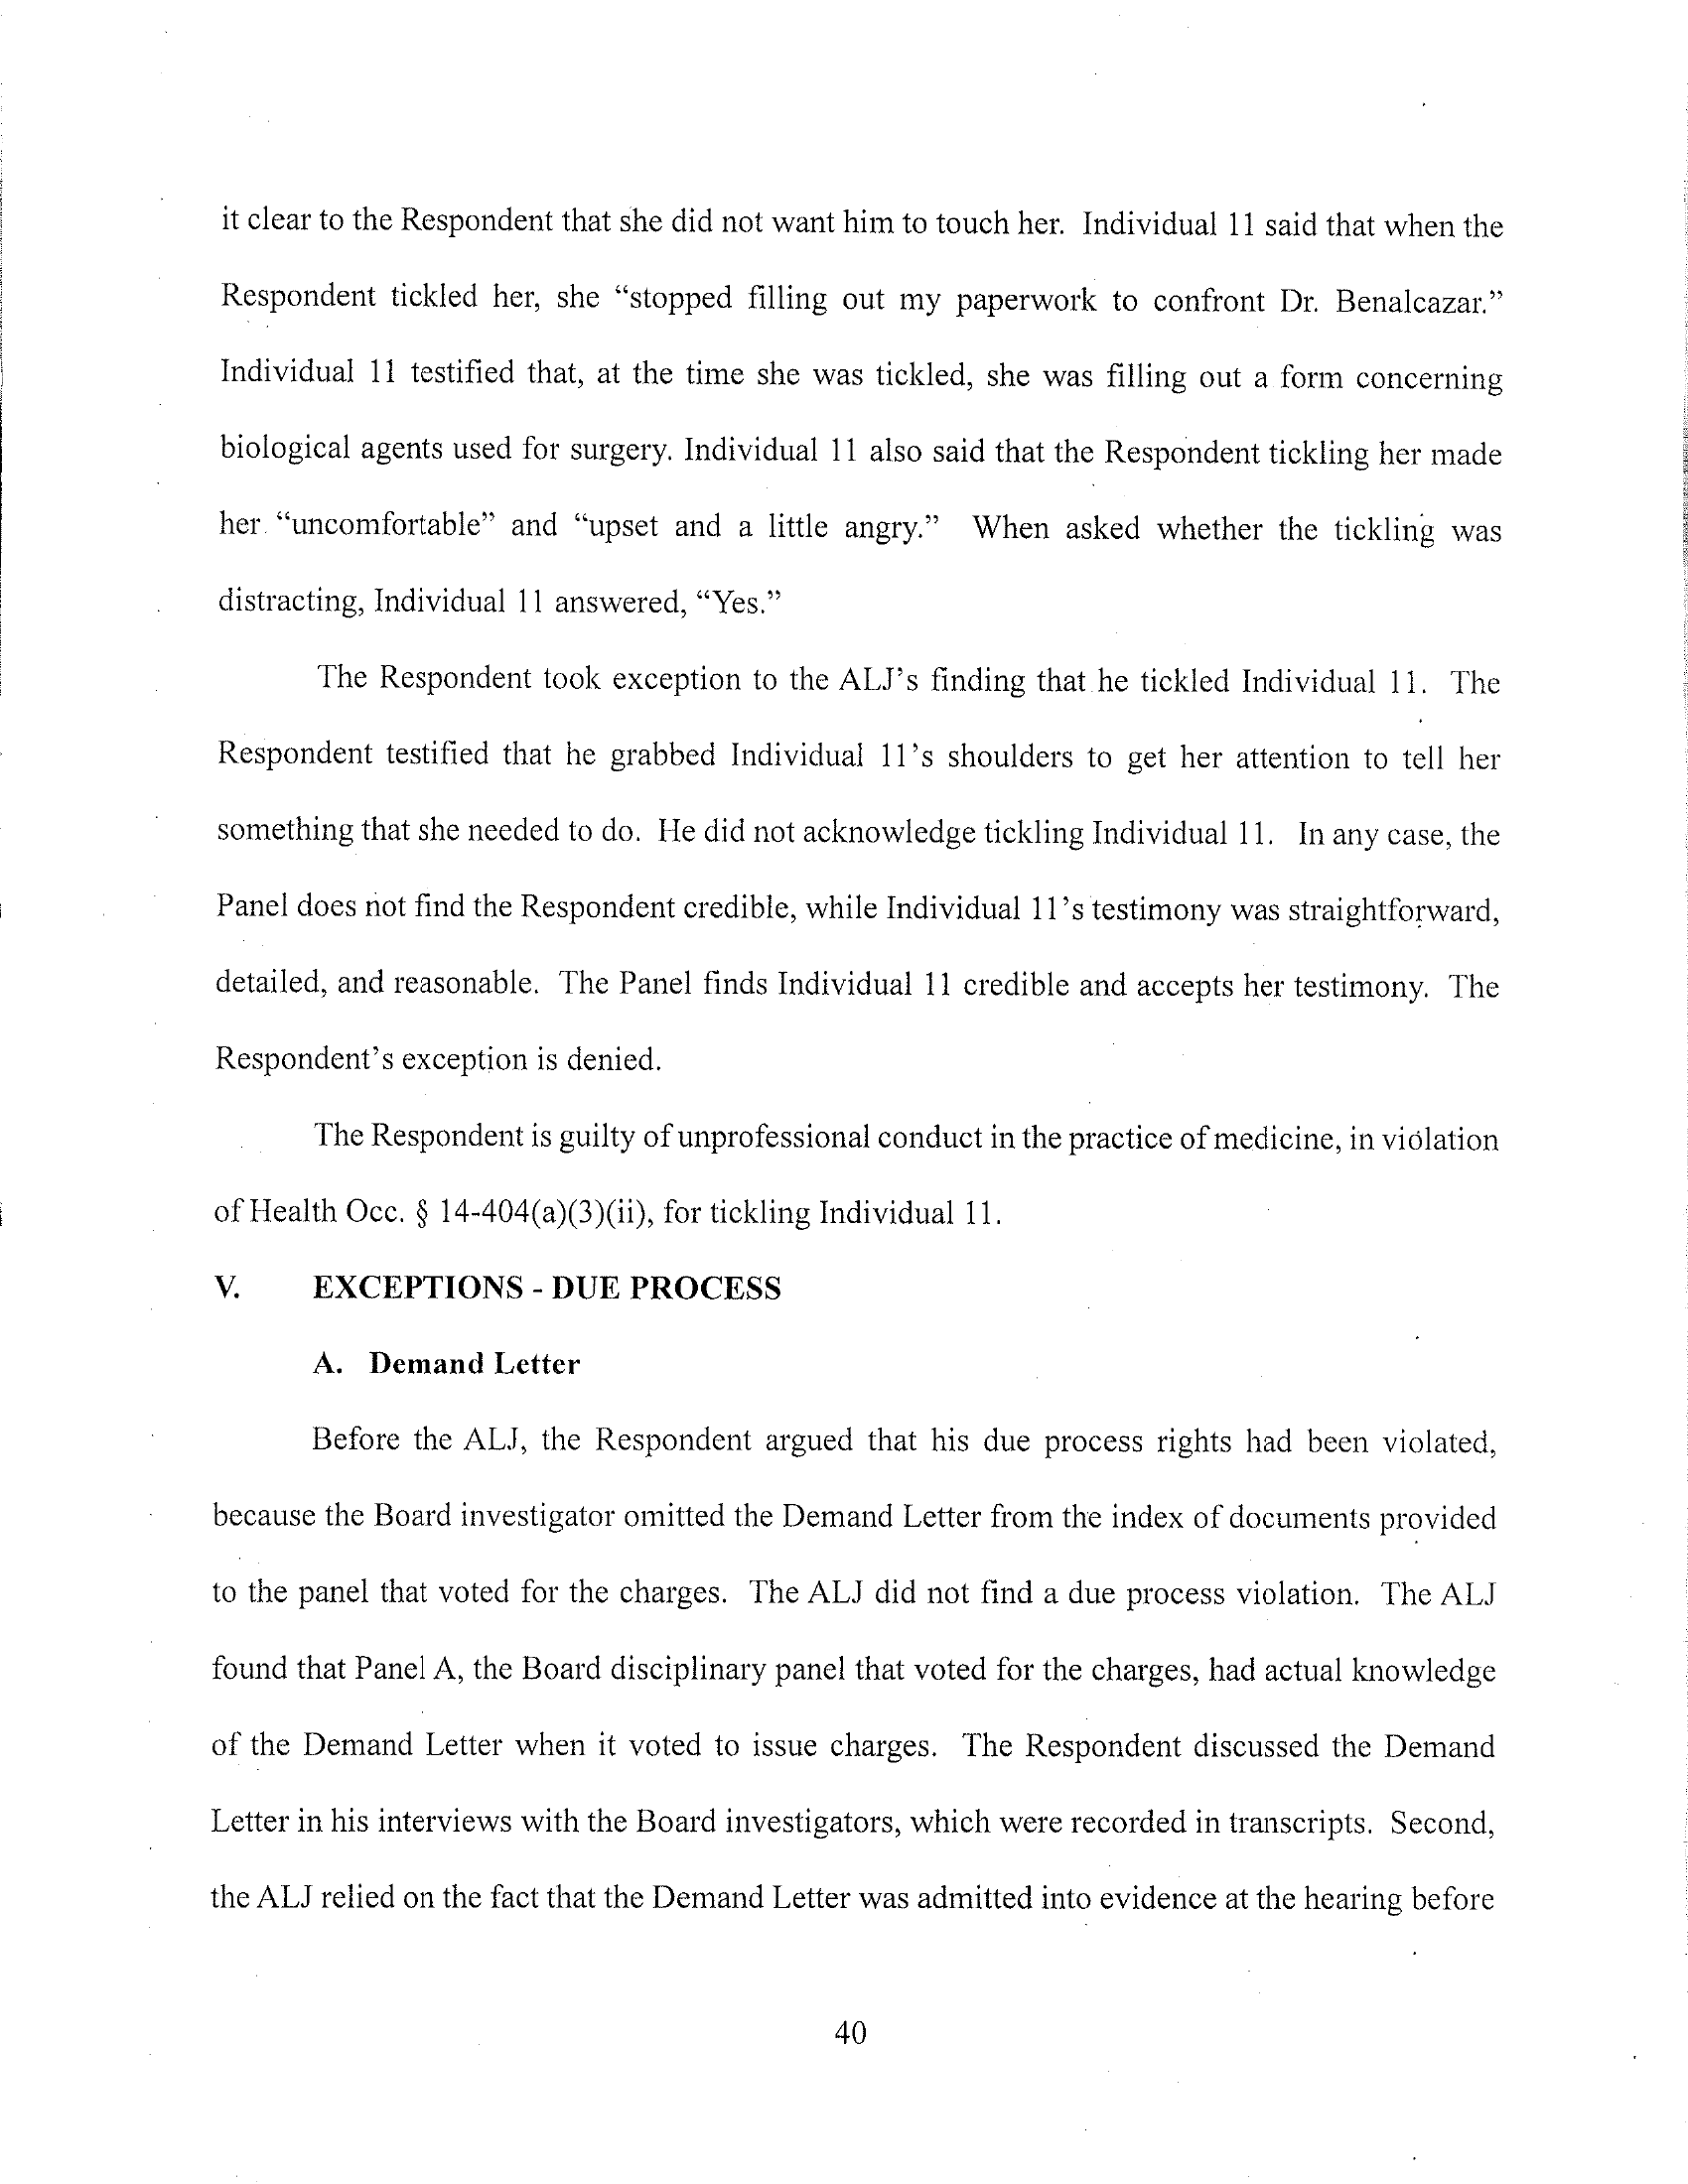 it clear to the Respondent that she did not want him to touch her. Individual 11 said that when the
Respondent tickled her, she “stopped filling out my paperwork to confront Dr. Benalcazar.”
Individual 11 testified that, at the time she was tickled, she was filling out a form concerning
biological agents used for surgery. Individual 11 also said that the Respondent tickling her made
her “uncomfortable” and “upset and a little angry.” When asked whether the tickling was
distracting, Individual 11 answered, “Yes.”
The Respondent took exception to the ALJ’s finding that he tickled Individual 11. The
Respondent testified that he grabbed Individual 11’s shoulders to get her attention to tell her
something that she needed to do. He did not acknowledge tickling Individual 11. In any case, the
Panel does not find the Respondent credible, while Individual 11’s testimony was straightforward,
detailed, and reasonable. The Panel finds Individual 11 credible and accepts her testimony. The
Respondent’s exception is denied.
The Respondent is guilty of unprofessional conduct in the practice of medicine, in violation
of Health Occ. § 14-404(a)(3)(ii), for tickling Individual 11.
V. EXCEPTIONS - DUE PROCESS
A. Demand Letter
Before the ALJ, the Respondent argued that his due process rights had been violated,
because the Board investigator omitted the Demand Letter from the index of documents provided
to the panel that voted for the charges. The ALJ did not find a due process violation. The ALJ
found that Panel A, the Board disciplinary panel that voted for the charges, had actual knowledge
of the Demand Letter when it voted to issue charges. The Respondent discussed the Demand
Letter in his interviews with the Board investigators, which were recorded in transcripts. Second,
the ALJ relied on the fact that the Demand Letter was admitted into evidence at the hearing before
40